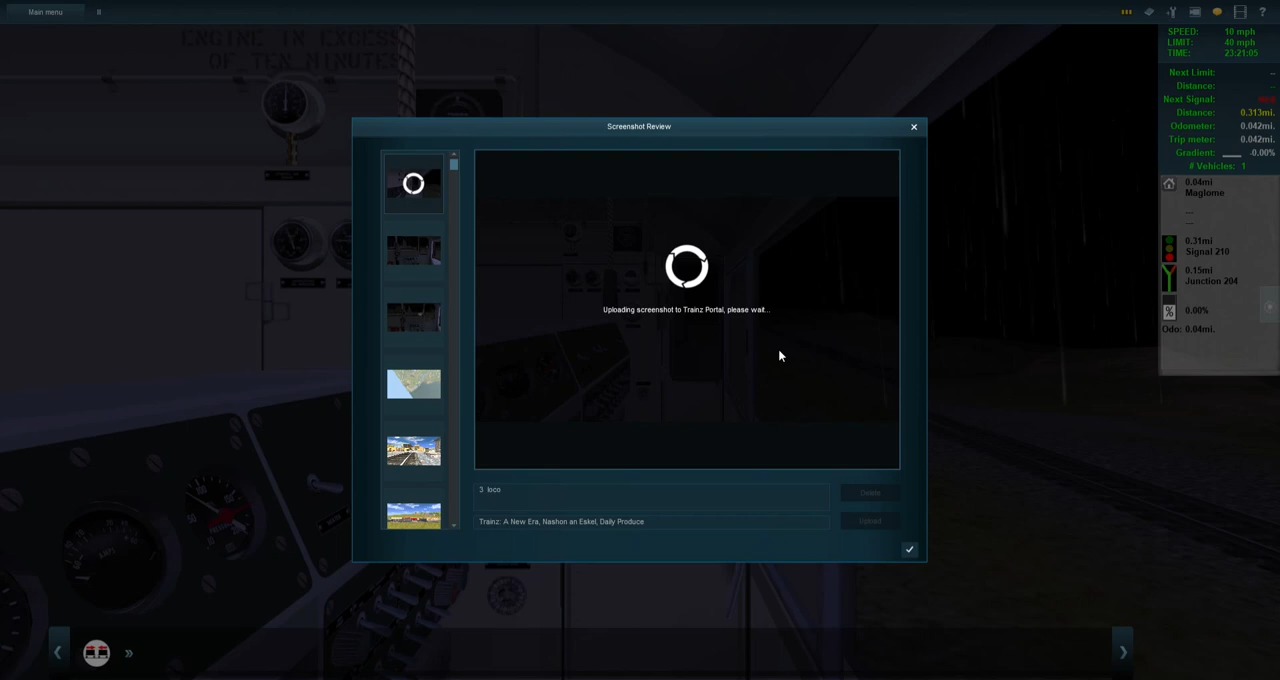 Main menu
II
?
ENGINE IN EXCESS
OF TEN MINUTES
SPEED: 10 mph
LIMIT: 40 mph
TIME: 23:21:05
Next Limit: --
Distance: --
Next Signal: Red
Distance: 0.313mi.
Odometer: 0.042mi.
Trip meter: 0.042mi.
Gradient: -0.00%
# Vehicles: 1
0.04mi
Maglome
---
---
0.31mi
Signal 210
0.15mi
Junction 204
%
0.00%
Odo: 0.04mi.
Screenshot Review
Uploading screenshot to Trainz Portal, please wait...
3. loco
Delete
Trainz: A New Era, Nashon an Eskel, Daily Produce
Upload